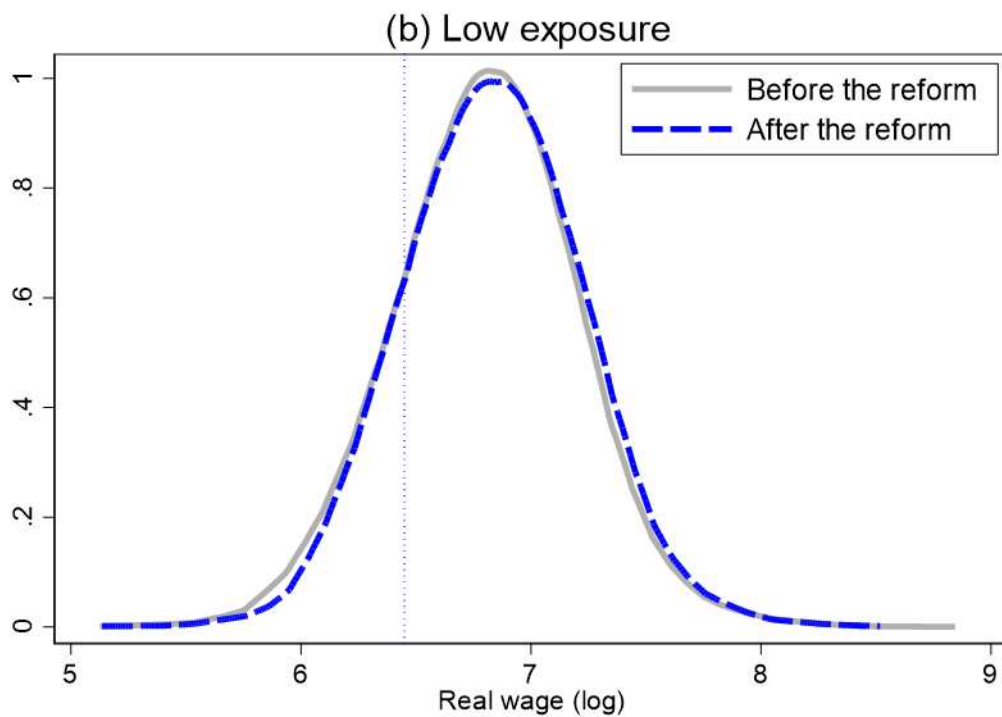 (b) Low exposure
Before the reform
After the reform
1
.8
.6
.4
.2
0
5 6 7 8 9
Real wage (log)